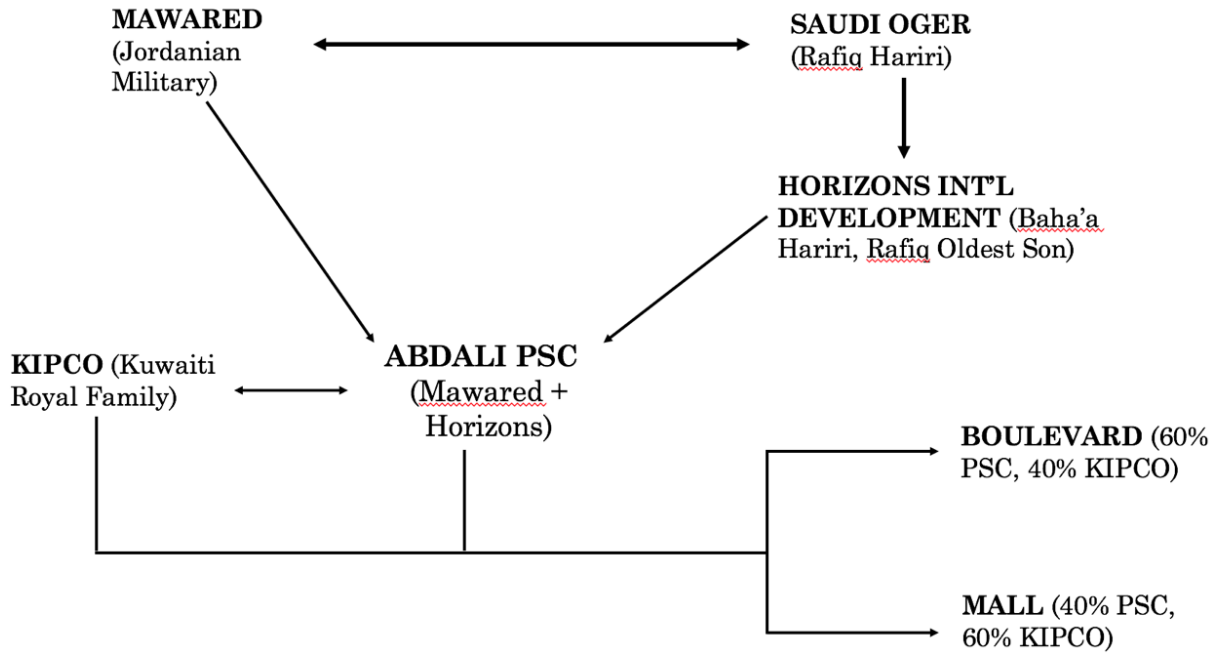 MAWARED
(Jordanian
Military)
SAUDI OGER
(Rafiq Hariri)
HORIZONS INT’L
DEVELOPMENT (Baha’a
Hariri, Rafiq Oldest Son)
KIPCO (Kuwaiti
Royal Family)
ABDALI PSC
(Mawared +
Horizons)
BOULEVARD (60%
PSC, 40% KIPCO)
MALL (40% PSC,
60% KIPCO)